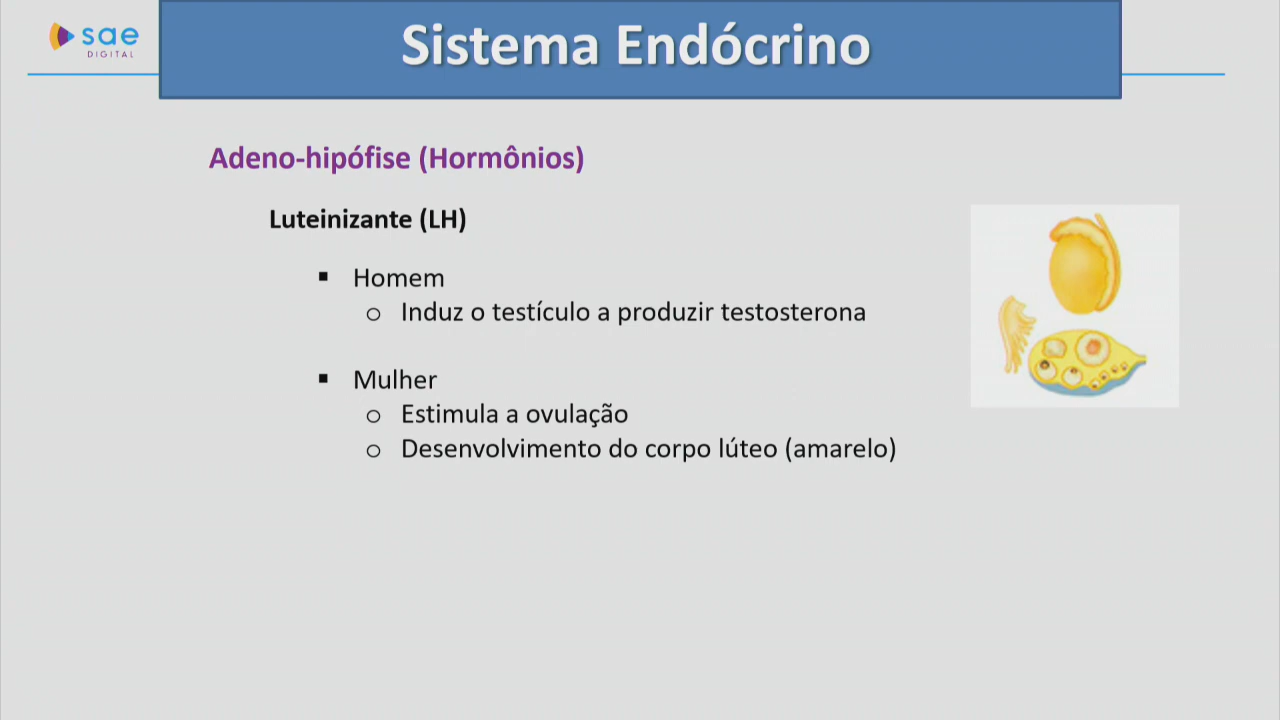 sae
DIGITAL
Sistema Endócrino
Adeno-hipófise (Hormônios)
Luteinizante (LH)
▪ Homem
o Induz o testículo a produzir testosterona
▪ Mulher
o Estimula a ovulação
o Desenvolvimento do corpo lúteo (amarelo)